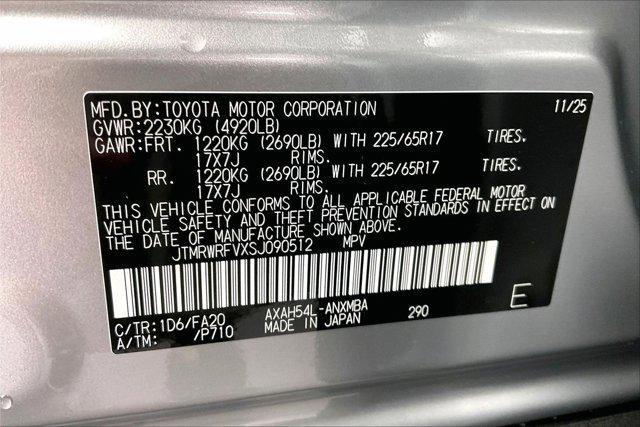 MFD.BY:TOYOTA MOTOR CORPORATION 11/25
GVWR:2230KG (4920LB)
GAWR:FRT. 1220KG (2690LB) WITH 225/65R17 TIRES.
17X7J RIMS.
RR. 1220KG (2690LB) WITH 225/65R17 TIRES.
17X7J RIMS.
THIS VEHICLE CONFORMS TO ALL APPLICABLE FEDERAL MOTOR
VEHICLE SAFETY AND THEFT PREVENTION STANDARDS IN EFFECT ON
THE DATE OF MANUFACTURE SHOWN ABOVE.
JTMRWRFVXSJ090512 MPV
C/TR:1D6/FA20 AXAH54L-ANXMBA 290 E
A/TM: /P710 MADE IN JAPAN